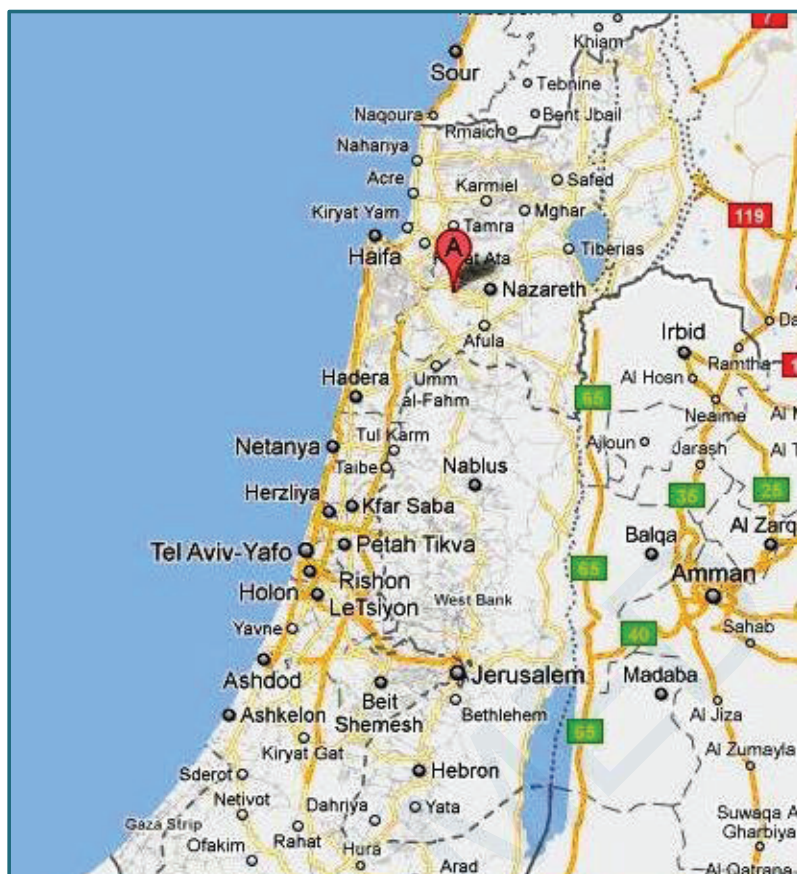 Khiam
7
Sour
Tebnine
Naqoura
Bent Jbail
Rmaich
Nahariya
Acre
Safed
Karmiel
Kiryat Yam
Mghar
119
Tamra
Haifa
A
Ata
Tiberias
Nazareth
Afula
Irbid
Ramtha
Umm
al-Fahm
Al Hosn
Hadera
65
Neaime
Tul Karm
Ajloun
Netanya
Jarash
Taibe
Nablus
35
25
Herzliya
Kfar Saba
Tel Aviv-Yafo
Petah Tikva
Balqa
Al Zarq
65
Rishon
LeTsiyon
Amman
Holon
West Bank
Yavne
40
Sahab
Ashdod
Jerusalem
Beit
Shemesh
Madaba
Ashkelon
Bethlehem
Al Jiza
65
Kiryat Gat
Al Zumayla
Sderot
Hebron
Netivot
Dahriya
Yata
Suwaqa A
Gharbiya
Gaza Strip
Rahat
Ofakim
Hura
Arad
Al-Qatrana